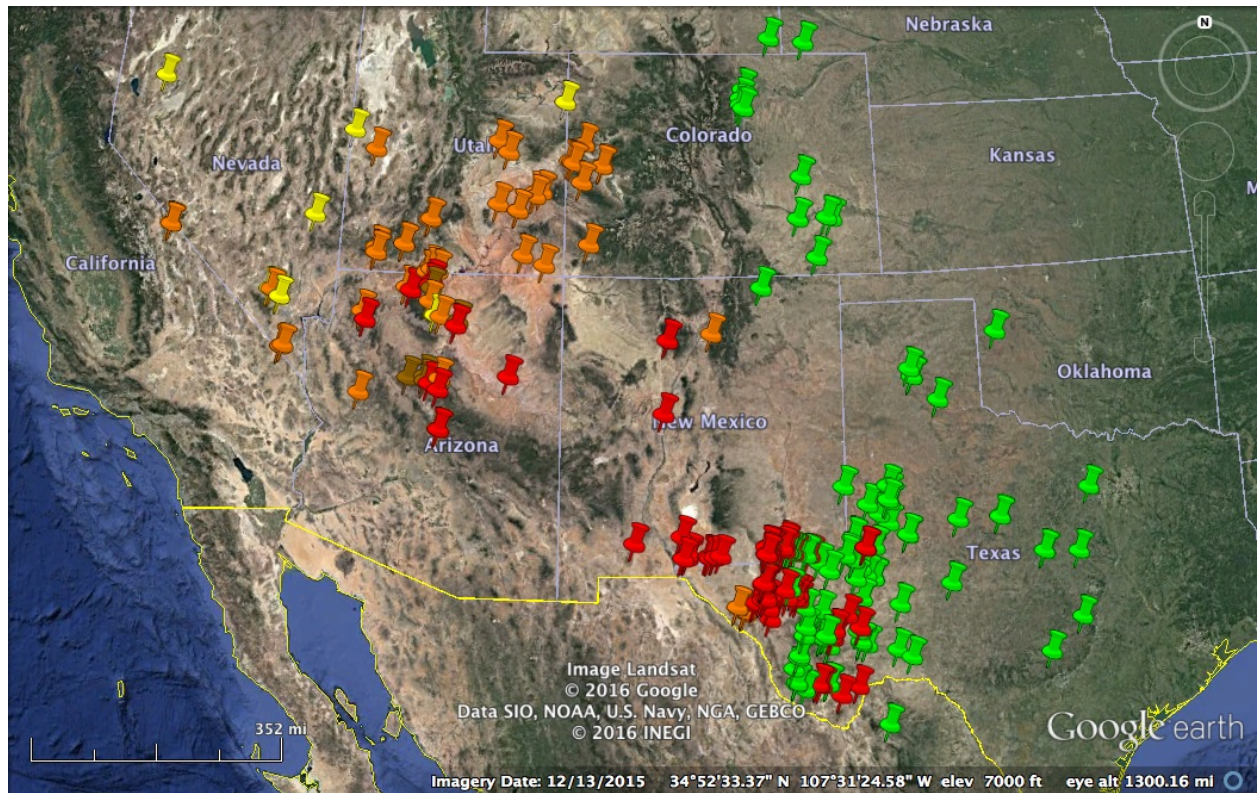 Nebraska
N
Colorado
Utah
Nevada
Kansas
M
California
Oklahoma
New Mexico
Arizona
Texas
Image Landsat
© 2016 Google
Data SIO, NOAA, U.S. Navy, NGA, GEBCO
© 2016 INEGI
352 mi
Google earth
Imagery Date: 12/13/2015 34°52'33.37" N 107°31'24.58" W elev 7000 ft eye alt 1300.16 mi